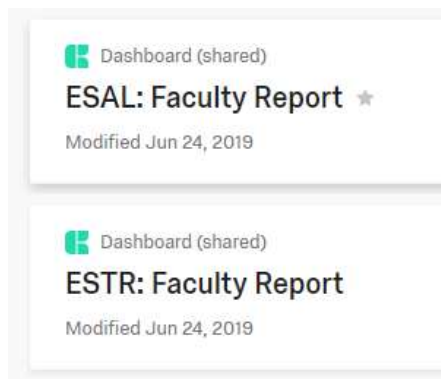 Dashboard (shared)
ESAL: Faculty Report
Modified Jun 24, 2019
Dashboard (shared)
ESTR: Faculty Report
Modified Jun 24, 2019